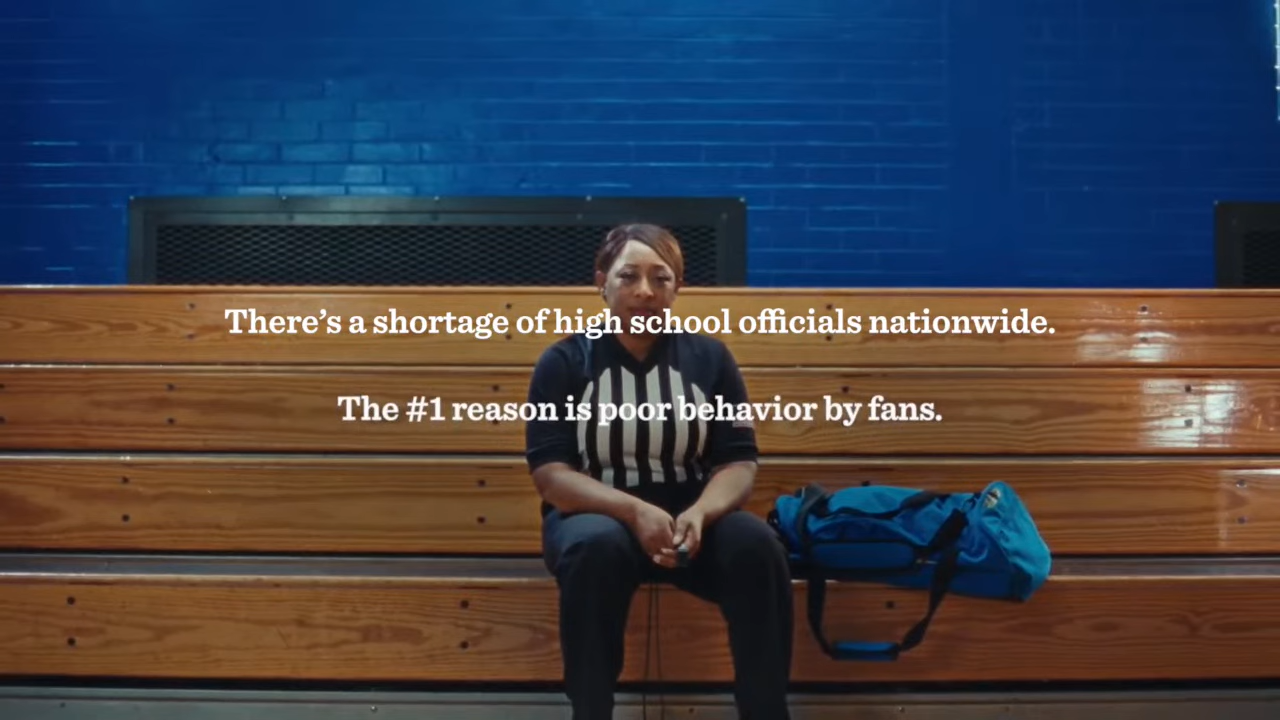 There’s a shortage of high school officials nationwide.
The #1 reason is poor behavior by fans.